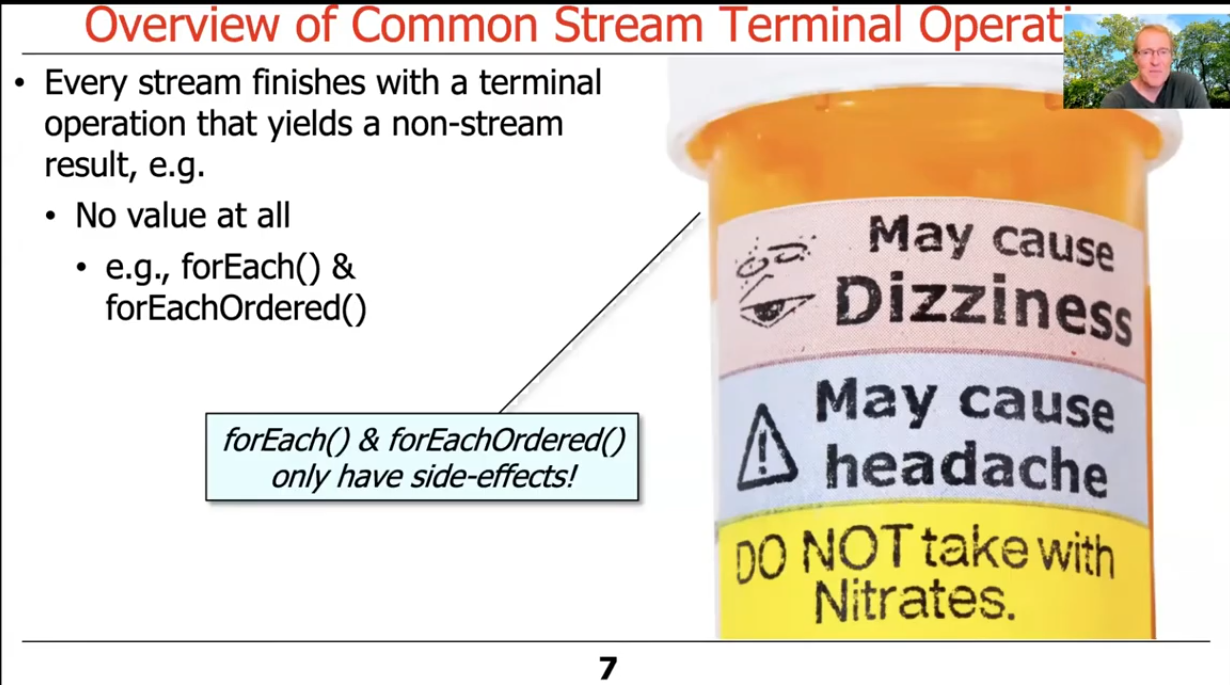 Overview of Common Stream Terminal Operati
• Every stream finishes with a terminal
operation that yields a non-stream
result, e.g.
• No value at all
• e.g., forEach() &
forEachOrdered()
forEach() & forEachOrdered()
only have side-effects!
May cause
Dizziness
May cause
headache
DO NOT take with
Nitrates.
7